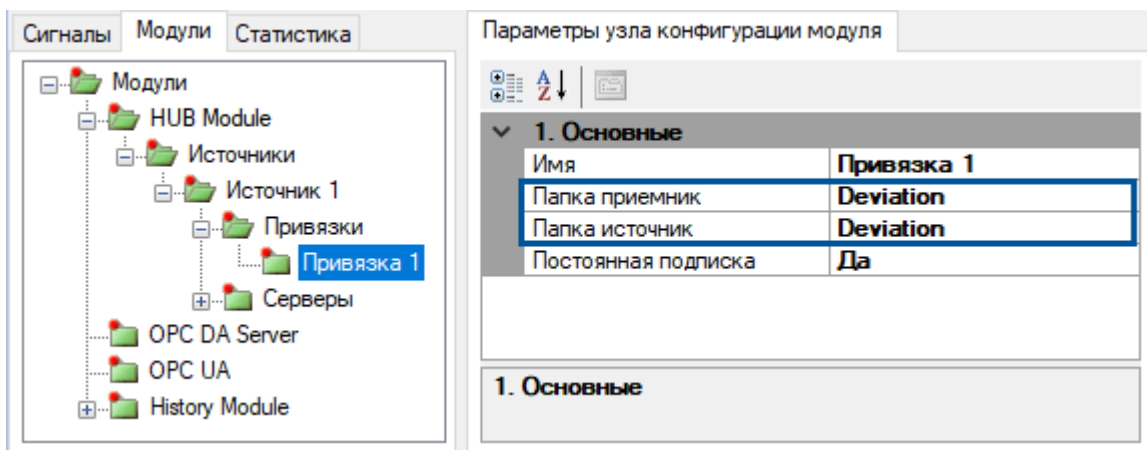 Сигналы Модули Статистика
Модули
HUB Module
Источники
Источник 1
Привязки
Привязка 1
Серверы
OPC DA Server
OPC UA
History Module
Параметры узла конфигурации модуля
1. Основные
Имя Привязка 1
Папка приемник Deviation
Папка источник Deviation
Постоянная подписка Да
1. Основные